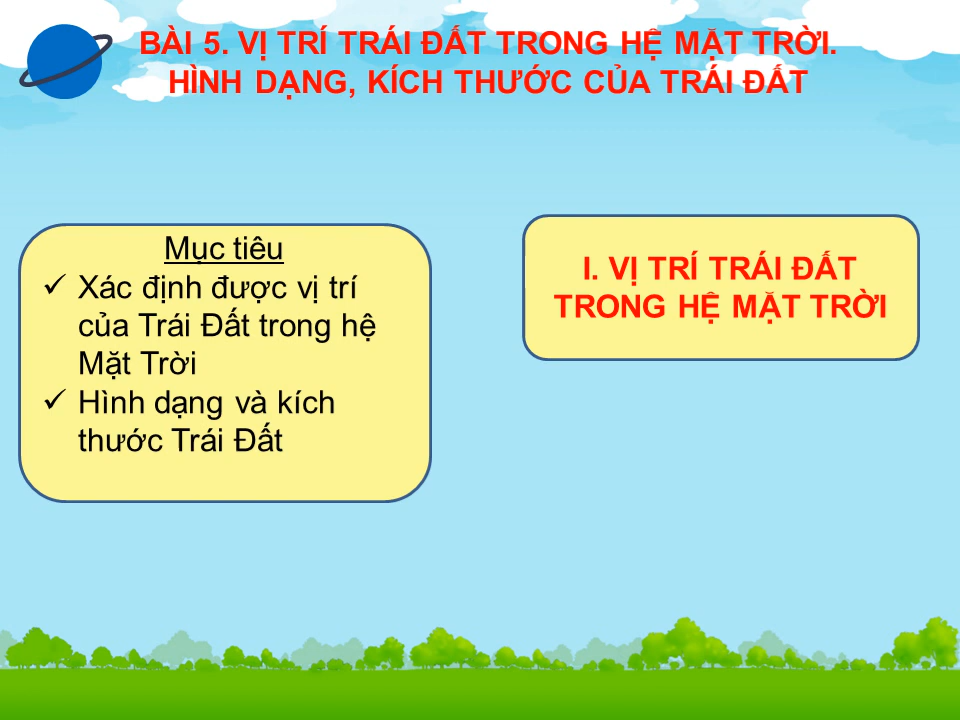 BÀI 5. VỊ TRÍ TRÁI ĐẤT TRONG HỆ MẶT TRỜI.
HÌNH DẠNG, KÍCH THƯỚC CỦA TRÁI ĐẤT
Mục tiêu
✓ Xác định được vị trí
của Trái Đất trong hệ
Mặt Trời
✓ Hình dạng và kích
thước Trái Đất
I. VỊ TRÍ TRÁI ĐẤT
TRONG HỆ MẶT TRỜI